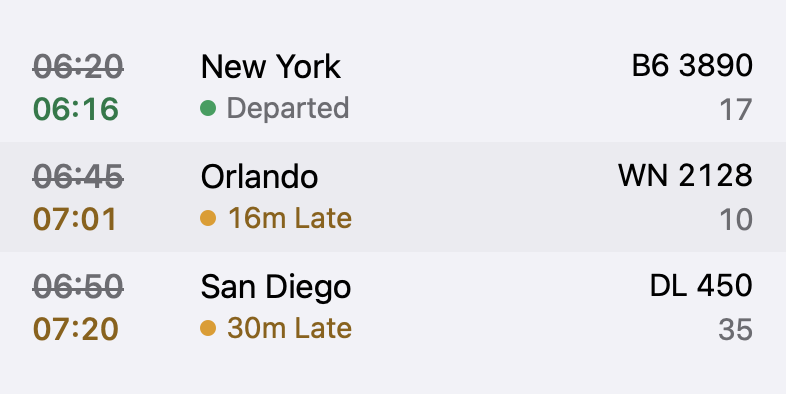 06:20 New York B6 3890
06:16 Departed 17
06:45 Orlando WN 2128
07:01 16m Late 10
06:50 San Diego DL 450
07:20 30m Late 35